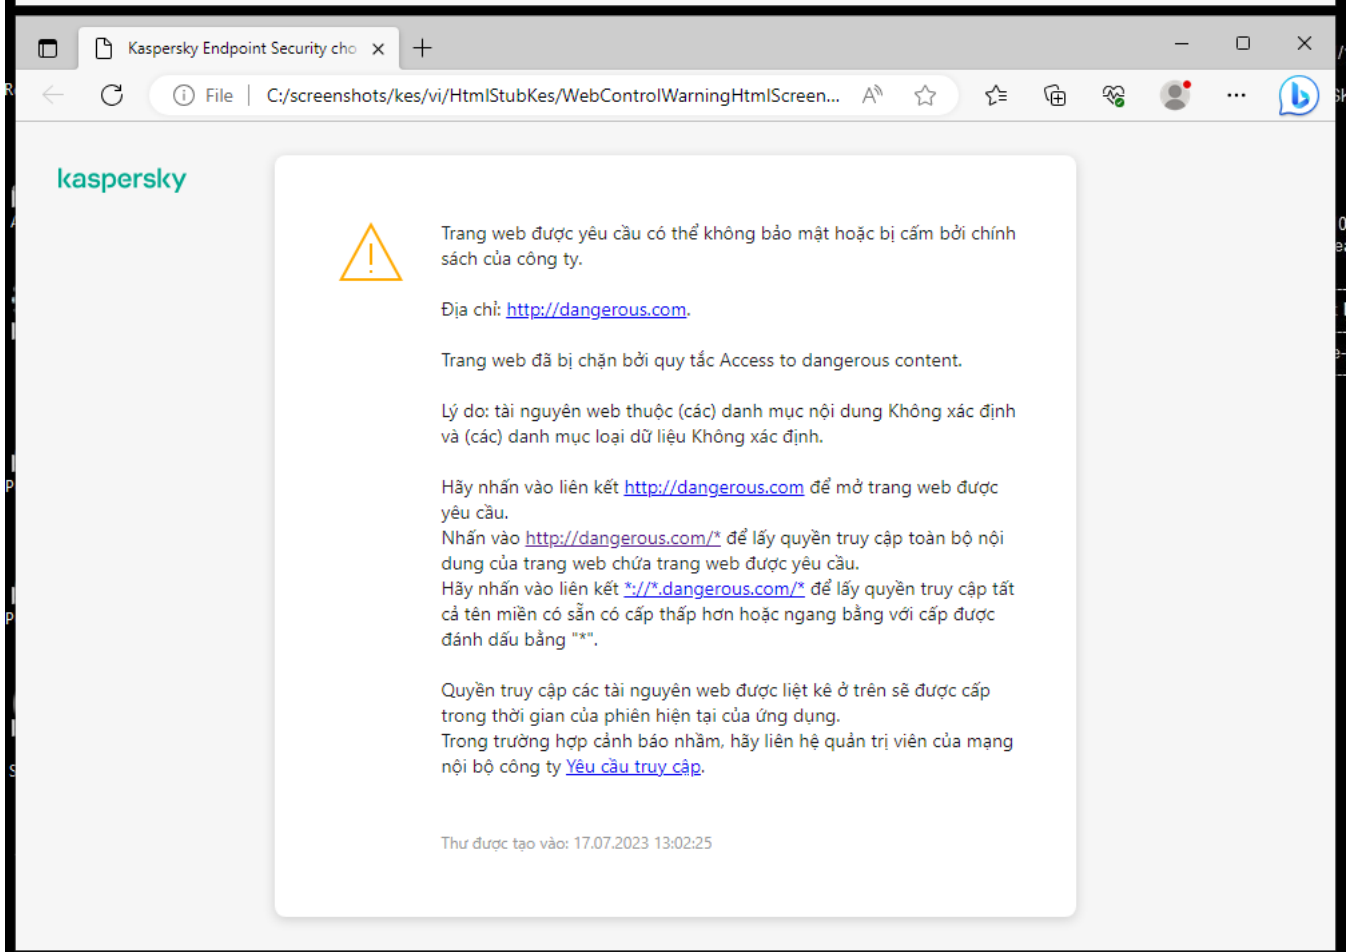 Kaspersky Endpoint Security cho
File
C:/screenshots/kes/vi/HtmlStubKes/WebControlWarningHtmlScreen...
kaspersky
Trang web được yêu cầu có thể không bảo mật hoặc bị cấm bởi chính
sách của công ty.
Địa chỉ: http://dangerous.com.
Trang web đã bị chặn bởi quy tắc Access to dangerous content.
Lý do: tài nguyên web thuộc (các) danh mục nội dung Không xác định
và (các) danh mục loại dữ liệu Không xác định.
Hãy nhấn vào liên kết http://dangerous.com để mở trang web được
yêu cầu.
Nhấn vào http://dangerous.com/* để lấy quyền truy cập toàn bộ nội
dung của trang web chứa trang web được yêu cầu.
Hãy nhấn vào liên kết *://*.dangerous.com/* để lấy quyền truy cập tất
cả tên miền có sẵn có cấp thấp hơn hoặc ngang bằng với cấp được
đánh dấu bằng "*".
Quyền truy cập các tài nguyên web được liệt kê ở trên sẽ được cấp
trong thời gian của phiên hiện tại của ứng dụng.
Trong trường hợp cảnh báo nhầm, hãy liên hệ quản trị viên của mạng
nội bộ công ty Yêu cầu truy cập.
Thư được tạo vào: 17.07.2023 13:02:25